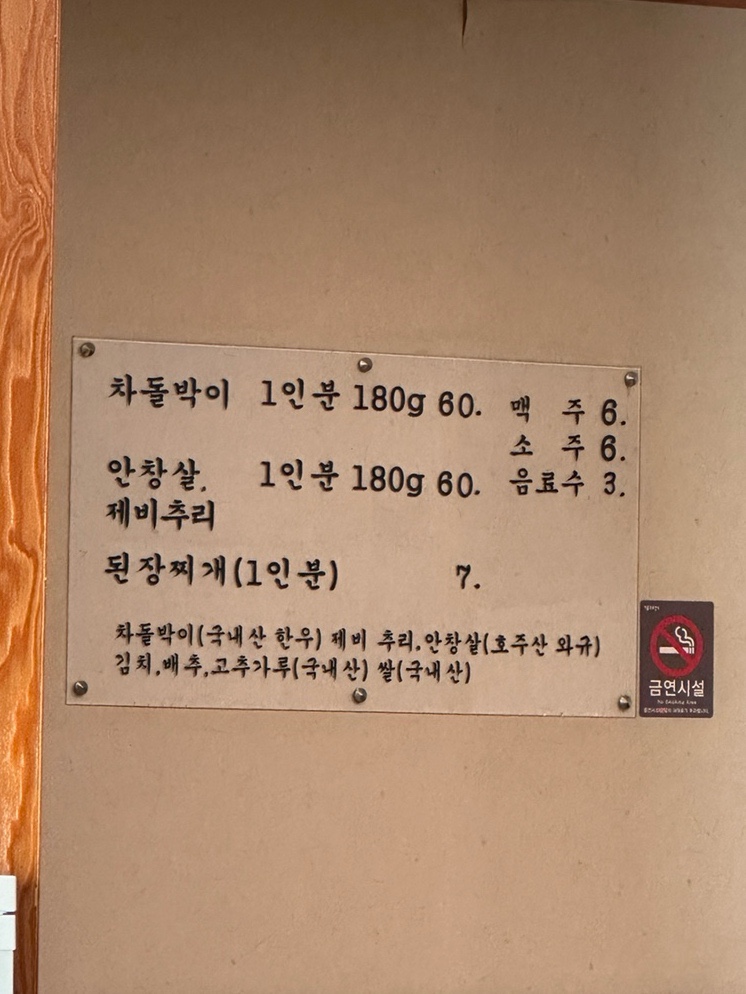 차돌박이 1인분 180g 60.
맥 주 6.
소 주 6.
안창살, 1인분 180g 60.
음료수 3.
제비추리
된장찌개(1인분) 7.
차돌박이(국내산 한우) 제비 추리,안창살(호주산 와규)
김치,배추,고추가루(국내산) 쌀(국내산)
금연시설
No Smoking Area